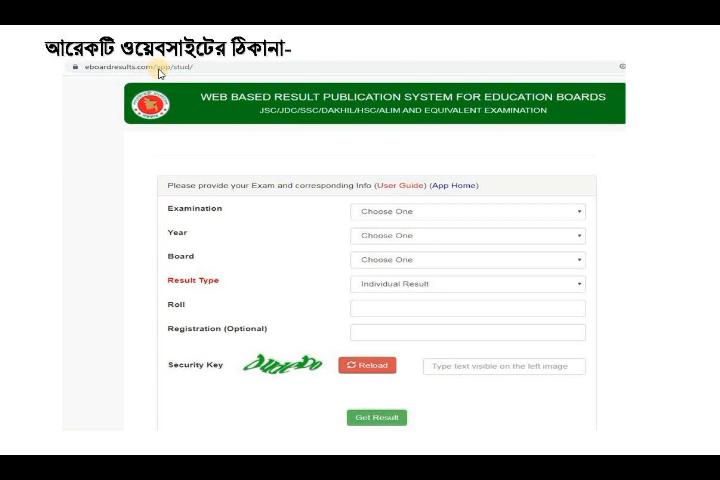 আরেকটি ওয়েবসাইটের ঠিকানা-
eboardresults.com/app/stud/
WEB BASED RESULT PUBLICATION SYSTEM FOR EDUCATION BOARDS
JSC/JDC/SSC/DAKHIL/HSC/ALIM AND EQUIVALENT EXAMINATION
Please provide your Exam and corresponding Info (User Guide) (App Home)
Examination Choose One
Year Choose One
Board Choose One
Result Type Individual Result
Roll
Registration (Optional)
Security Key Reload Type text visible on the left image
Get Result